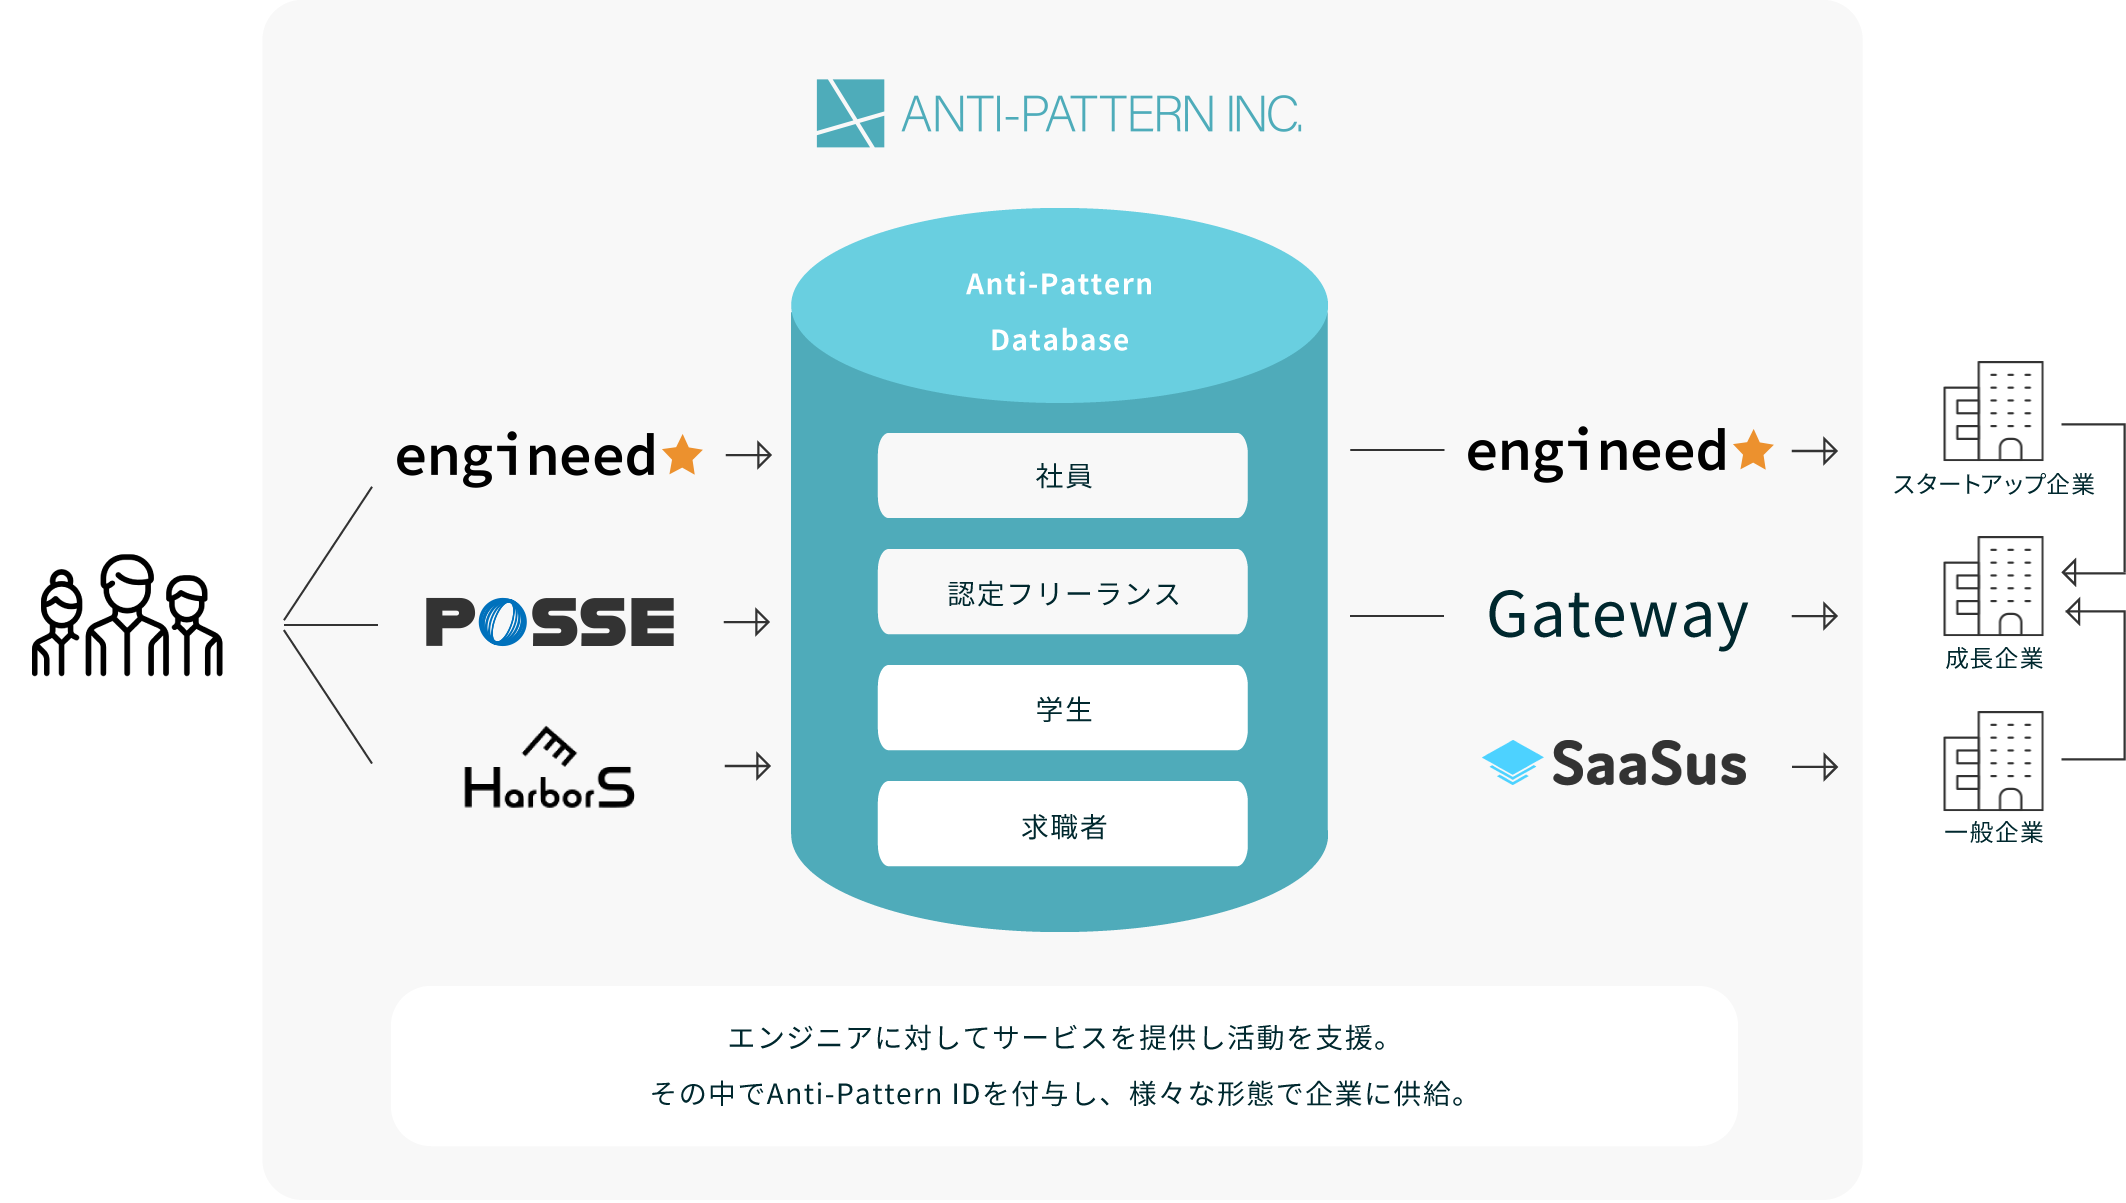 ANTI-PATTERN INC.
Anti-Pattern
Database
engineed
POSSE
HarborS
社員
認定フリーランス
学生
求職者
engineed
Gateway
SaaSus
スタートアップ企業
成長企業
一般企業
エンジニアに対してサービスを提供し活動を支援。
その中でAnti-Pattern IDを付与し、様々な形態で企業に供給。